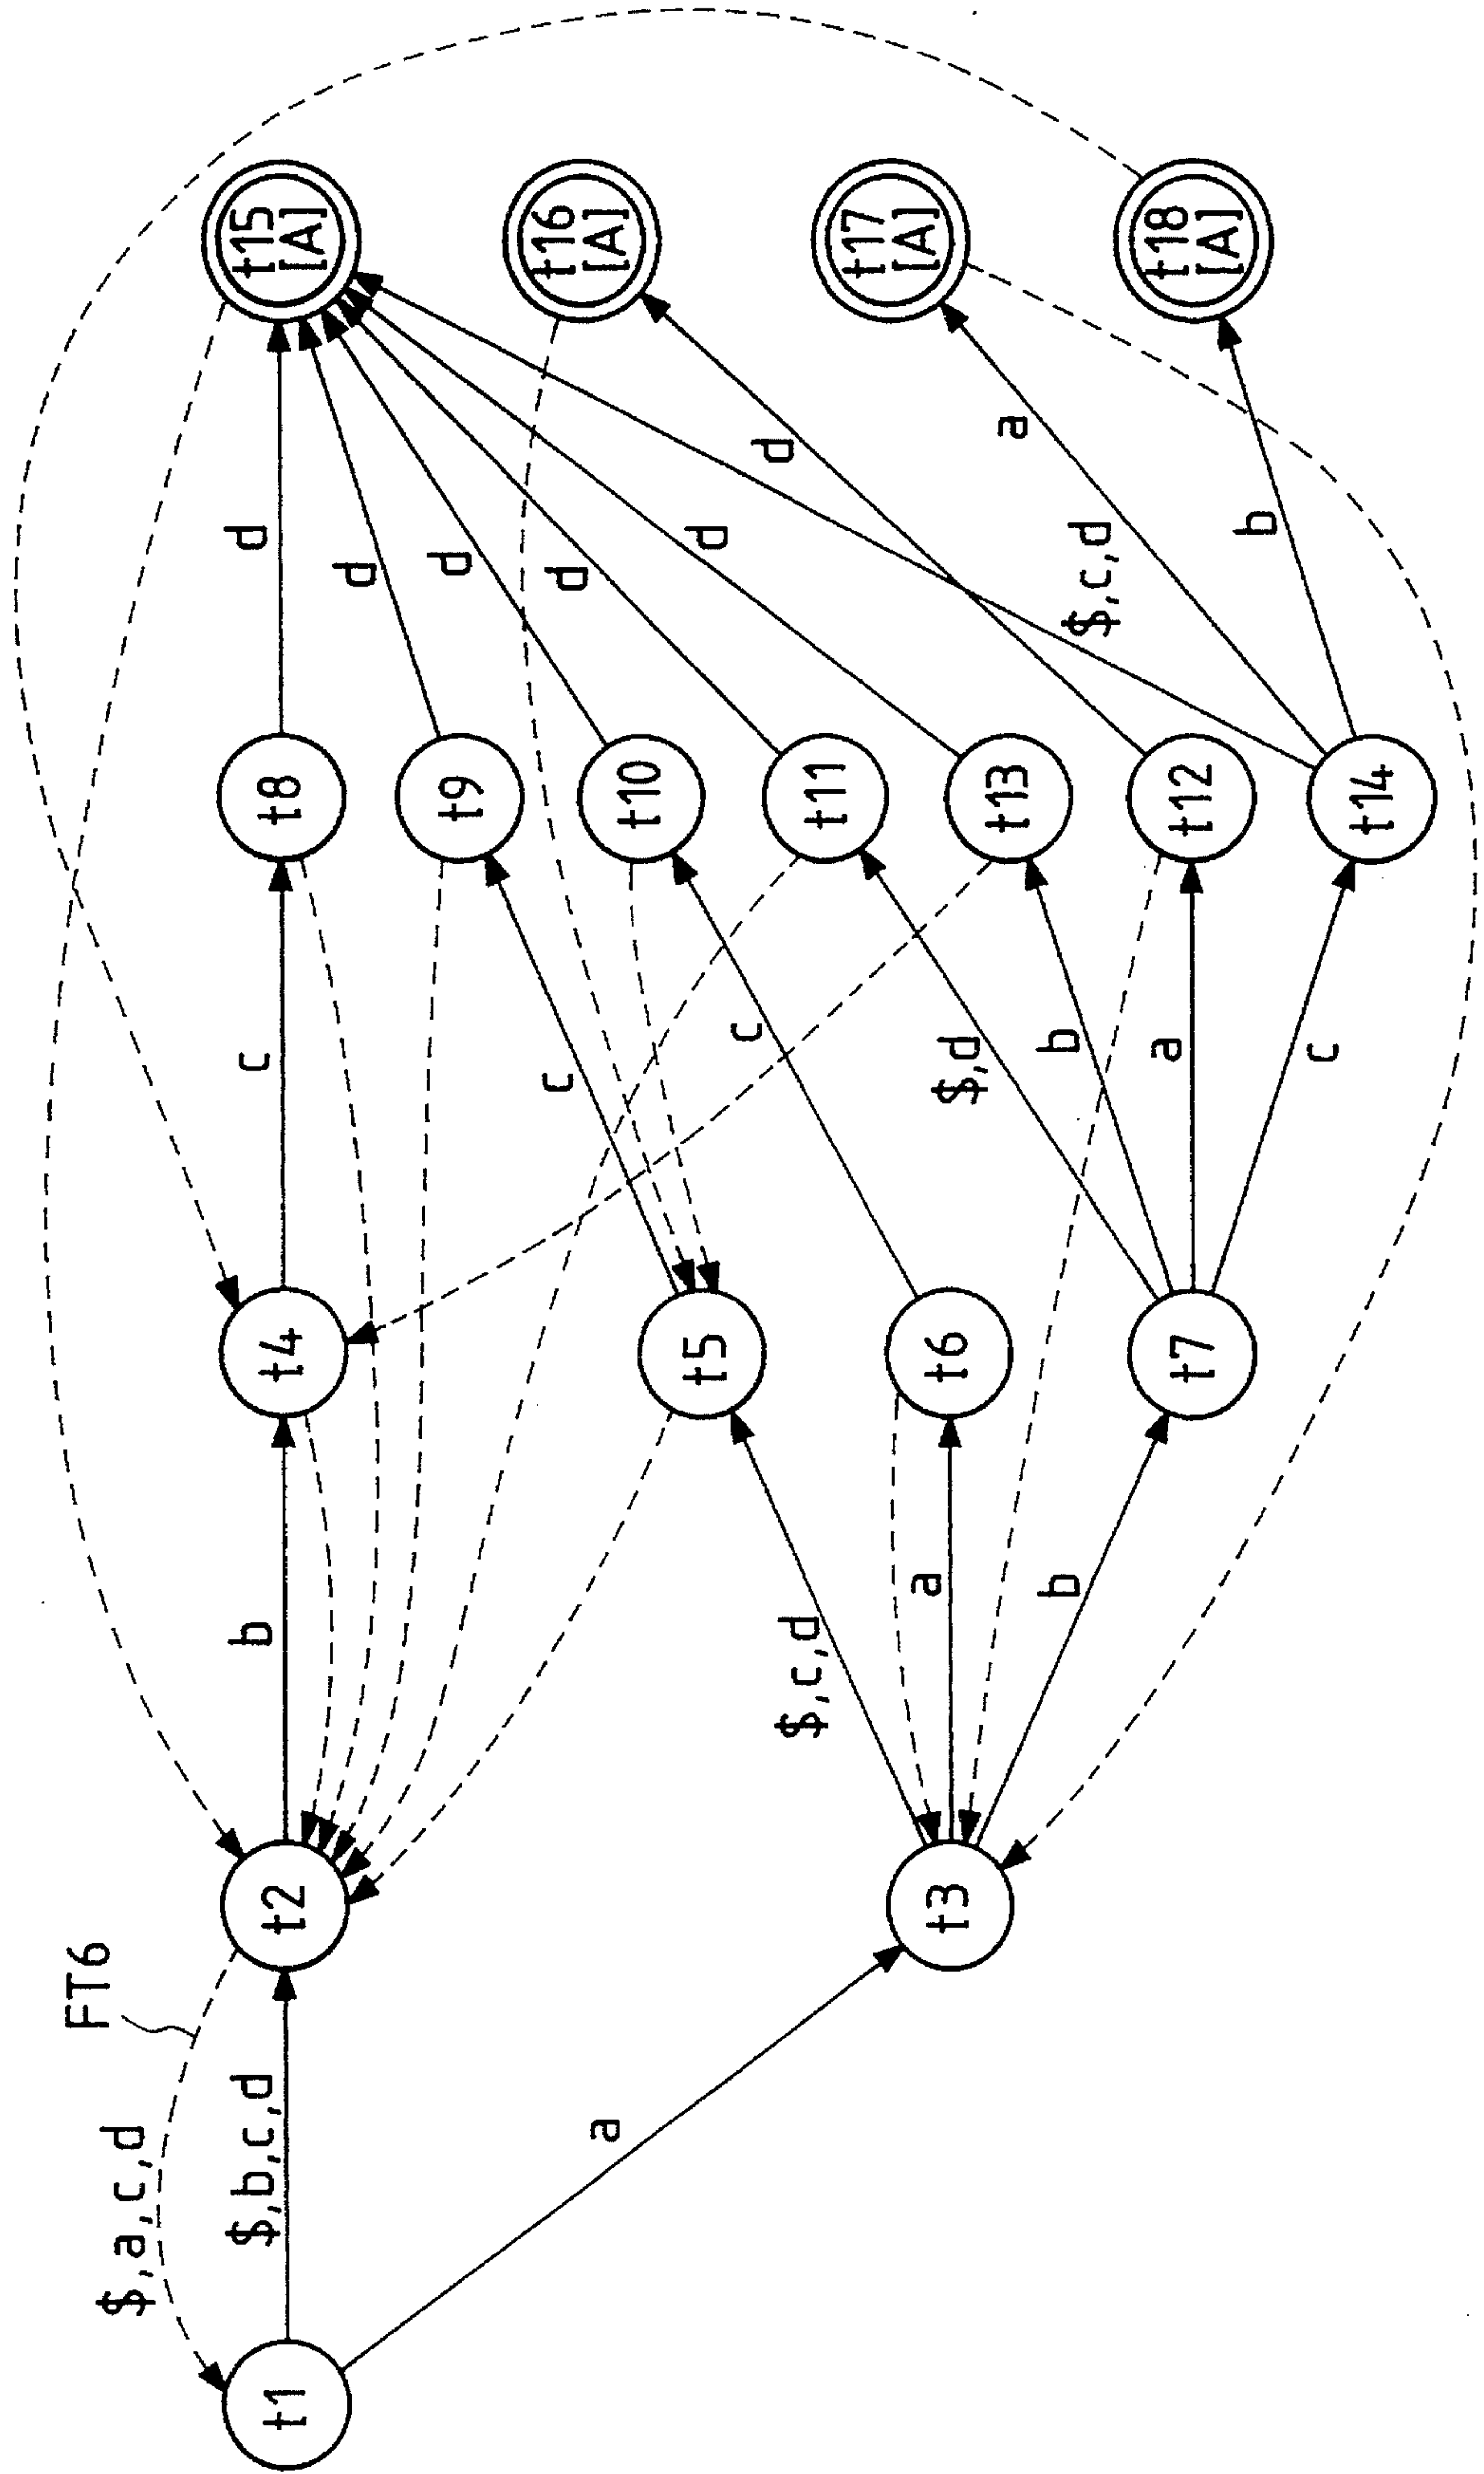 FT6
$,a,c,d
$,b,c,d
a
t1
t2
t3
b
$,c,d
a
b
t4
t5
t6
t7
c
c
c
$,d
b
a
c
t8
t9
t10
t11
t13
t12
t14
d
d
d
d
d
d
$,c,d
a
b
t15
[A]
t16
[A]
t17
[A]
t18
[A]